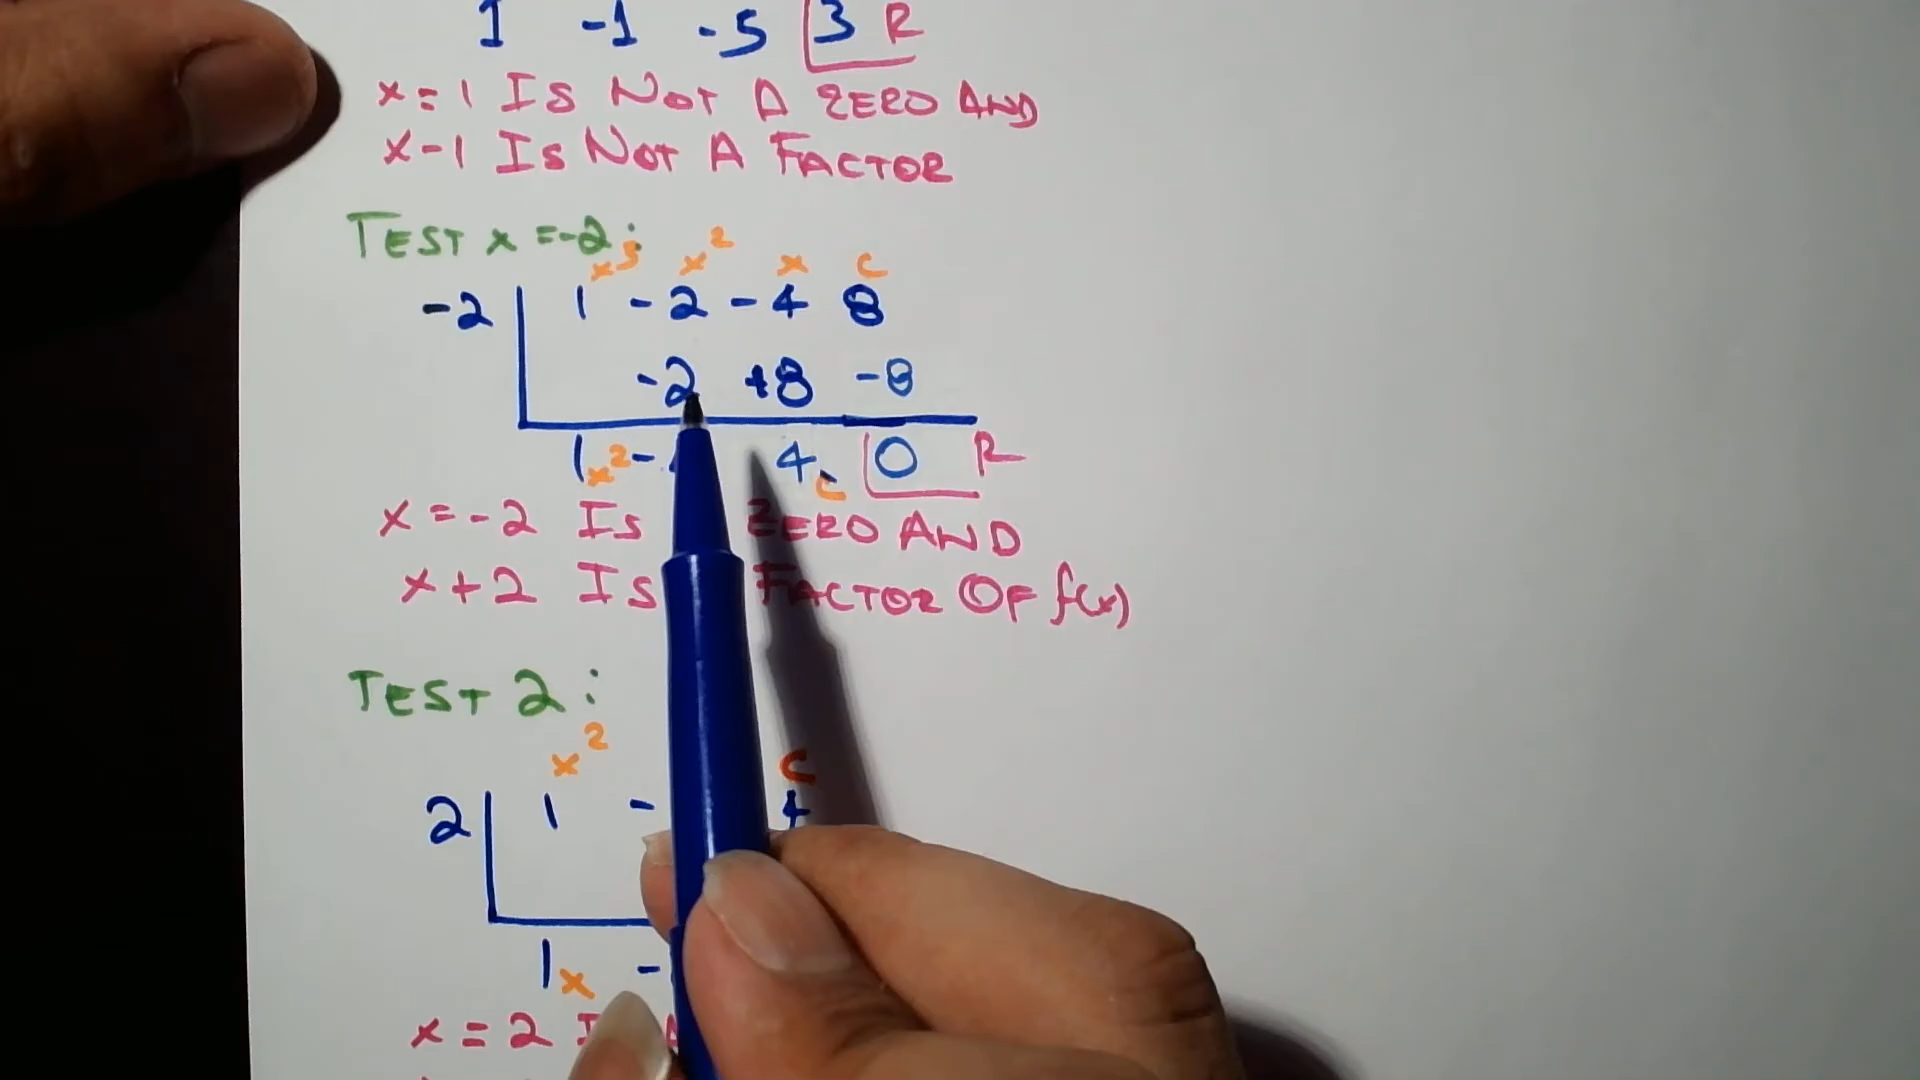 1 -1 -5 3 R
x=1 IS NOT A ZERO AND
x-1 IS NOT A FACTOR
TEST x=-2:
x³ x² x c
-2 1 -2 -4 8
-2 +8 -8
1x² - 4 c 0 R
x=-2 IS ZERO AND
x+2 IS FACTOR OF f(x)
TEST 2:
x² c
2 1 - 4
1x -
x=2 I